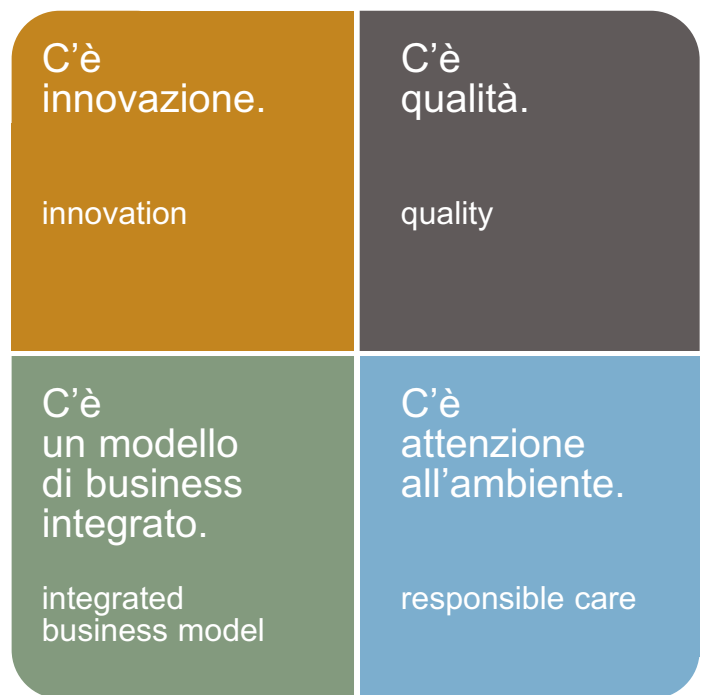 C’è
innovazione.
innovation
C’è
qualità.
quality
C’è
un modello
di business
integrato.
integrated
business model
C’è
attenzione
all’ambiente.
responsible care